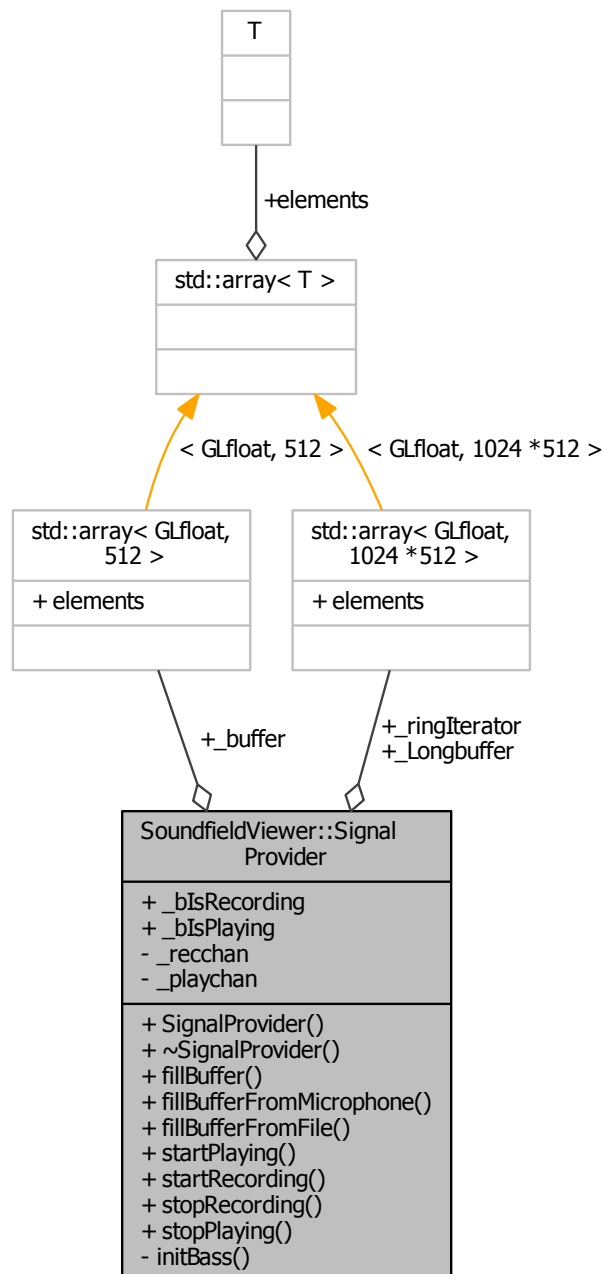 T
+elements
std::array< T >
< GLfloat, 512 >
< GLfloat, 1024 *512 >
std::array< GLfloat,
512 >
+ elements
std::array< GLfloat,
1024 *512 >
+ elements
+_buffer
+_ringIterator
+_Longbuffer
SoundfieldViewer::Signal
Provider
+ _bIsRecording
+ _bIsPlaying
- _recchan
- _playchan
+ SignalProvider()
+ ~SignalProvider()
+ fillBuffer()
+ fillBufferFromMicrophone()
+ fillBufferFromFile()
+ startPlaying()
+ startRecording()
+ stopRecording()
+ stopPlaying()
- initBass()